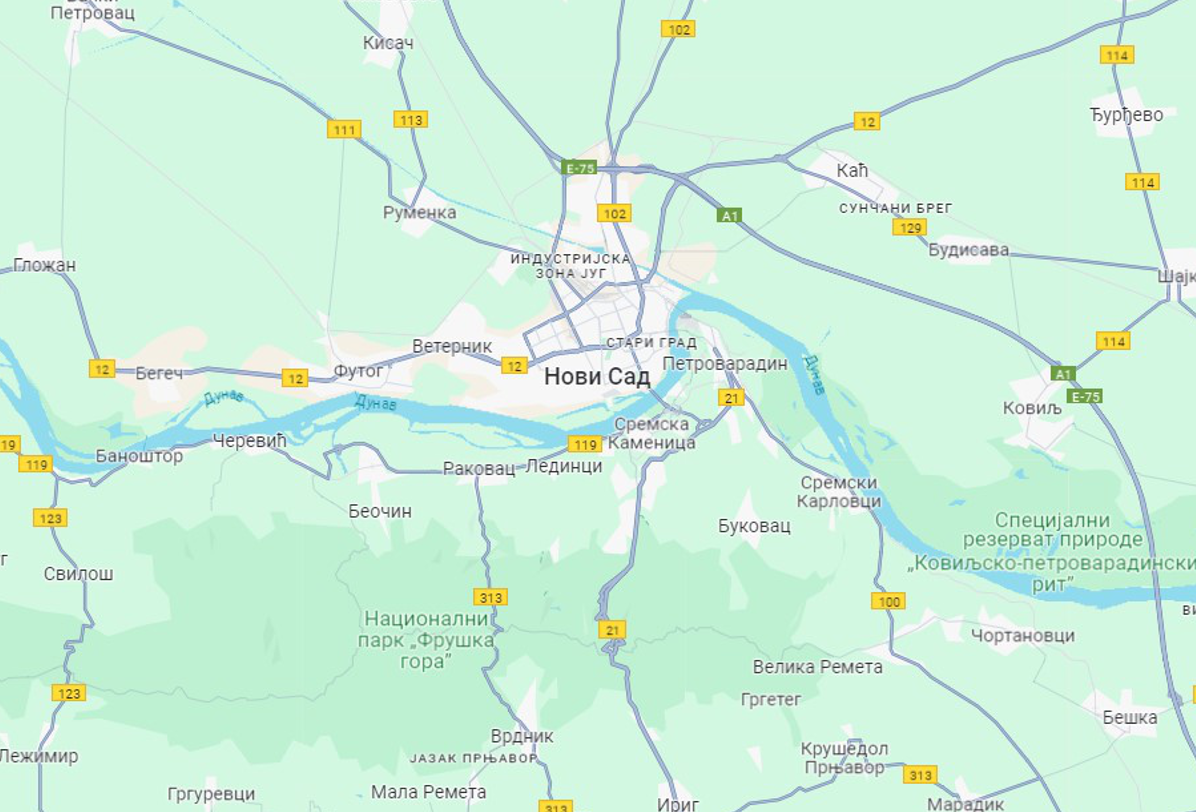 Петровац
Кисач
102
114
113
12
Ђурђево
111
E-75
Каћ
114
Руменка
102
СУНЧАНИ БРЕГ
A1
129
Будисава
ИНДУСТРИЈСКА
ЗОНА ЈУГ
Гложан
Шајк
СТАРИ ГРАД
114
Ветерник
12
Петроварадин
12
Бегеч
12
Футог
Нови Сад
Дунав
A1
E-75
Дунав
Дунав
21
Ковиљ
Сремска
Каменица
Черевић
119
19
119
Баноштор
Раковац
Лединци
Сремски
Карловци
Беочин
123
Буковац
Специјални
резерват природе
„Ковиљско-петроварадински
рит”
Свилош
313
100
Национални
парк „Фрушка
гора”
21
Чортановци
Велика Ремета
123
Гргетег
Бешка
Врдник
Лежимир
ЈАЗАК ПРЊАВОР
Крушедол
Прњавор
313
Гргуревци
Мала Ремета
313
Ириг
Марадик